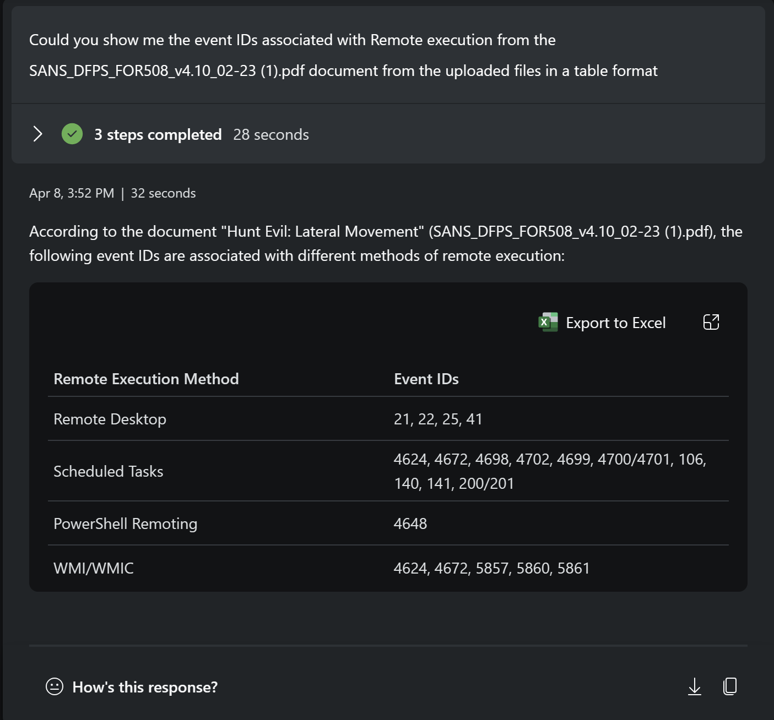 Could you show me the event IDs associated with Remote execution from the
SANS_DFPS_FOR508_v4.10_02-23 (1).pdf document from the uploaded files in a table format
3 steps completed 28 seconds
Apr 8, 3:52 PM | 32 seconds
According to the document "Hunt Evil: Lateral Movement" (SANS_DFPS_FOR508_v4.10_02-23 (1).pdf), the
following event IDs are associated with different methods of remote execution:
Export to Excel
Remote Execution Method Event IDs
Remote Desktop 21, 22, 25, 41
Scheduled Tasks 4624, 4672, 4698, 4702, 4699, 4700/4701, 106,
140, 141, 200/201
PowerShell Remoting 4648
WMI/WMIC 4624, 4672, 5857, 5860, 5861
How's this response?